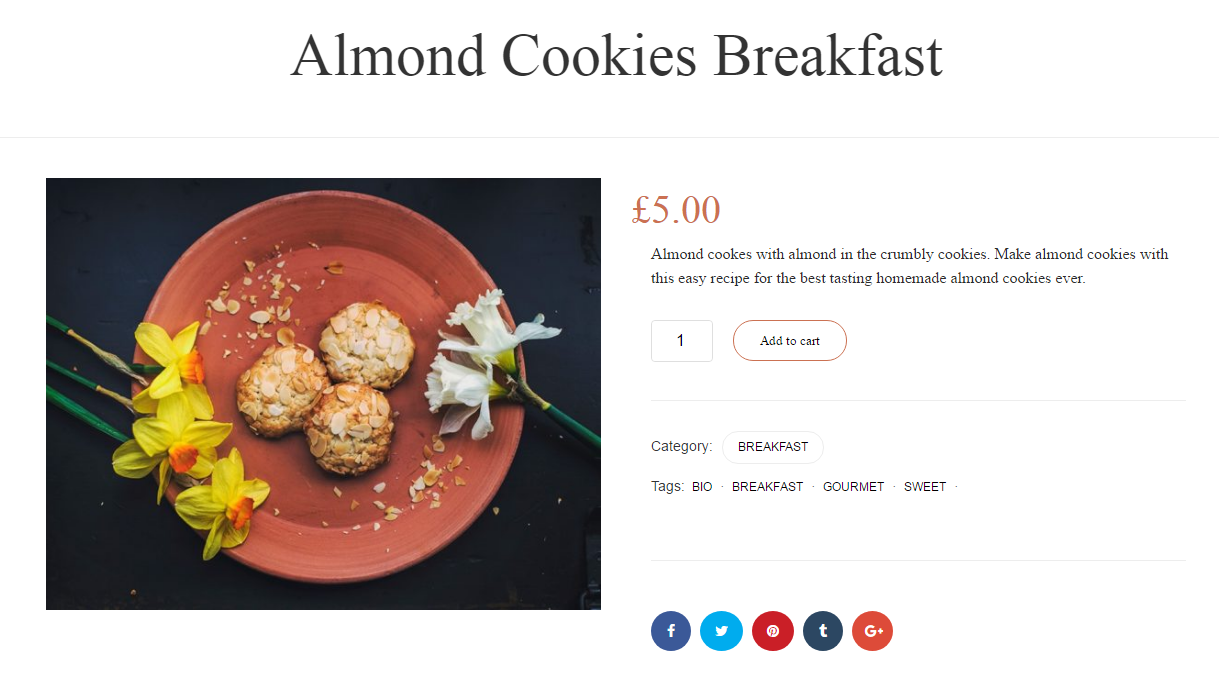 Almond Cookies Breakfast
£5.00
Almond cookes with almond in the crumbly cookies. Make almond cookies with
this easy recipe for the best tasting homemade almond cookies ever.
1
Add to cart
Category: BREAKFAST
Tags: BIO · BREAKFAST · GOURMET · SWEET ·
f t G+